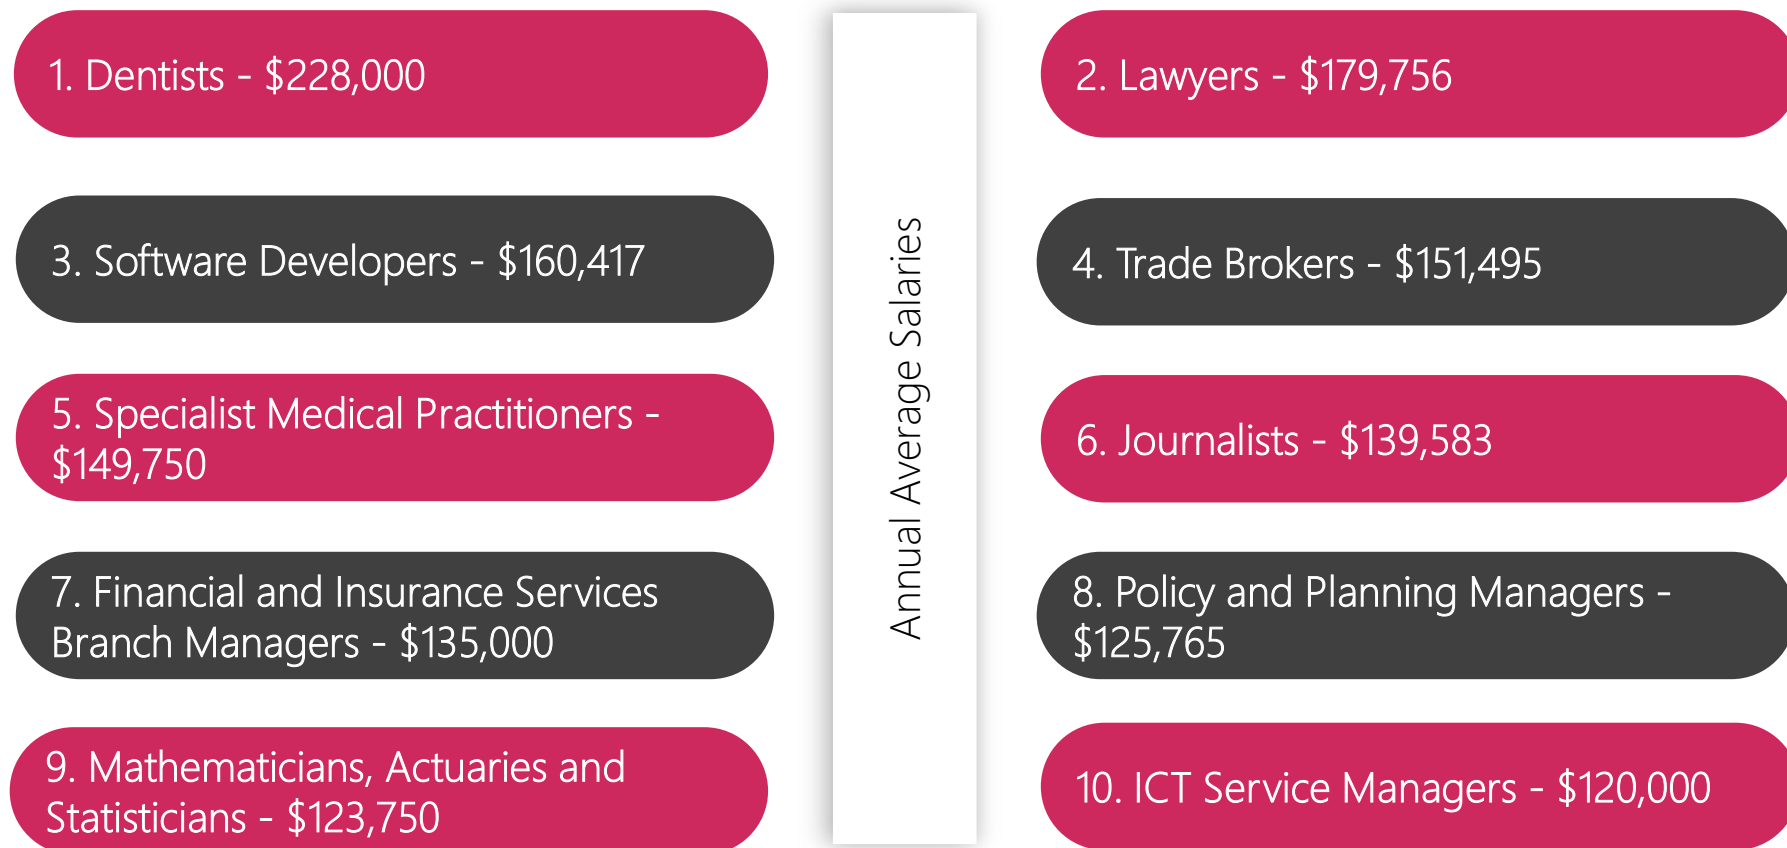 1. Dentists - $228,000
2. Lawyers - $179,756
3. Software Developers - $160,417
4. Trade Brokers - $151,495
5. Specialist Medical Practitioners -
$149,750
6. Journalists - $139,583
7. Financial and Insurance Services
Branch Managers - $135,000
8. Policy and Planning Managers -
$125,765
9. Mathematicians, Actuaries and
Statisticians - $123,750
10. ICT Service Managers - $120,000
Annual Average Salaries